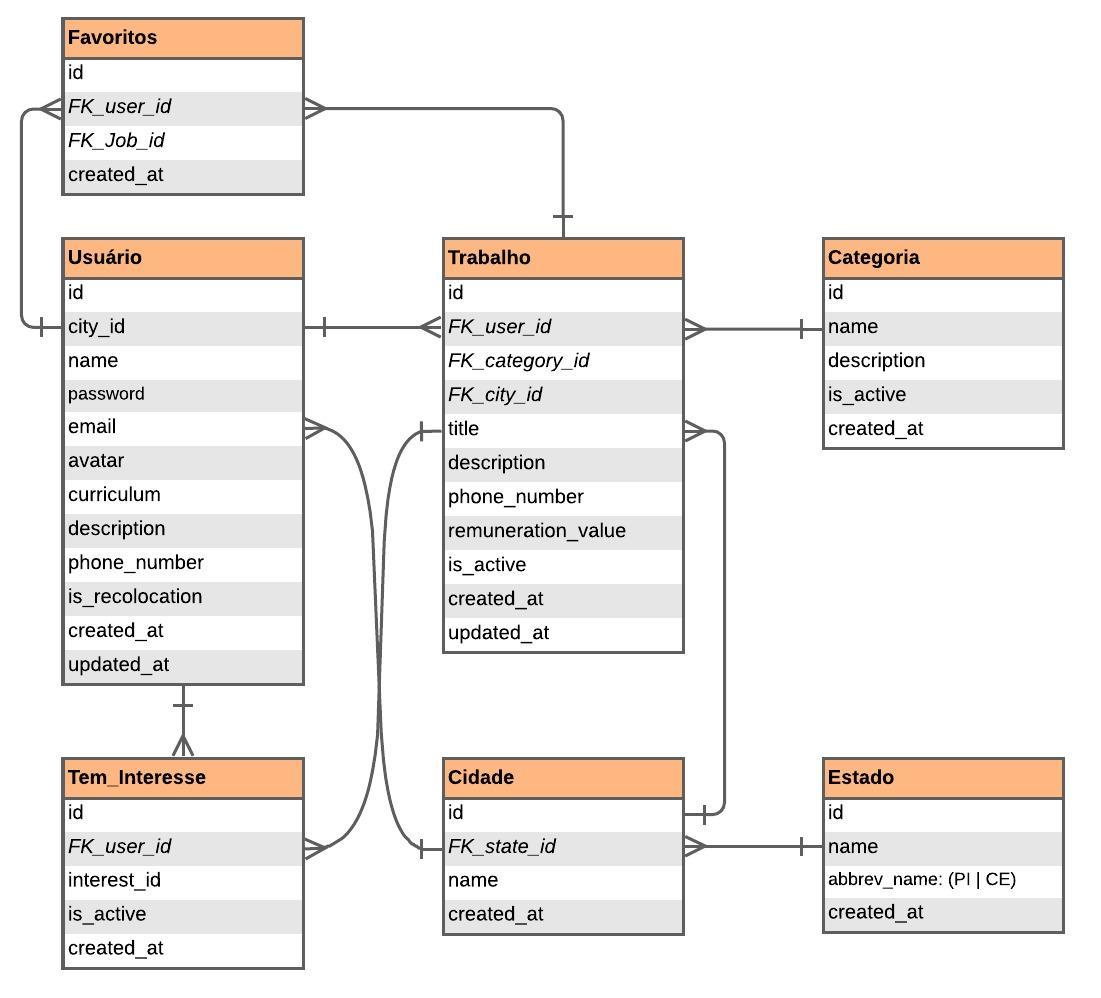 Favoritos
id
FK_user_id
FK_Job_id
created_at
Usuário
id
city_id
name
password
email
avatar
curriculum
description
phone_number
is_recolocation
created_at
updated_at
Trabalho
id
FK_user_id
FK_category_id
FK_city_id
title
description
phone_number
remuneration_value
is_active
created_at
updated_at
Categoria
id
name
description
is_active
created_at
Tem_Interesse
id
FK_user_id
interest_id
is_active
created_at
Cidade
id
FK_state_id
name
created_at
Estado
id
name
abbrev_name: (PI | CE)
created_at